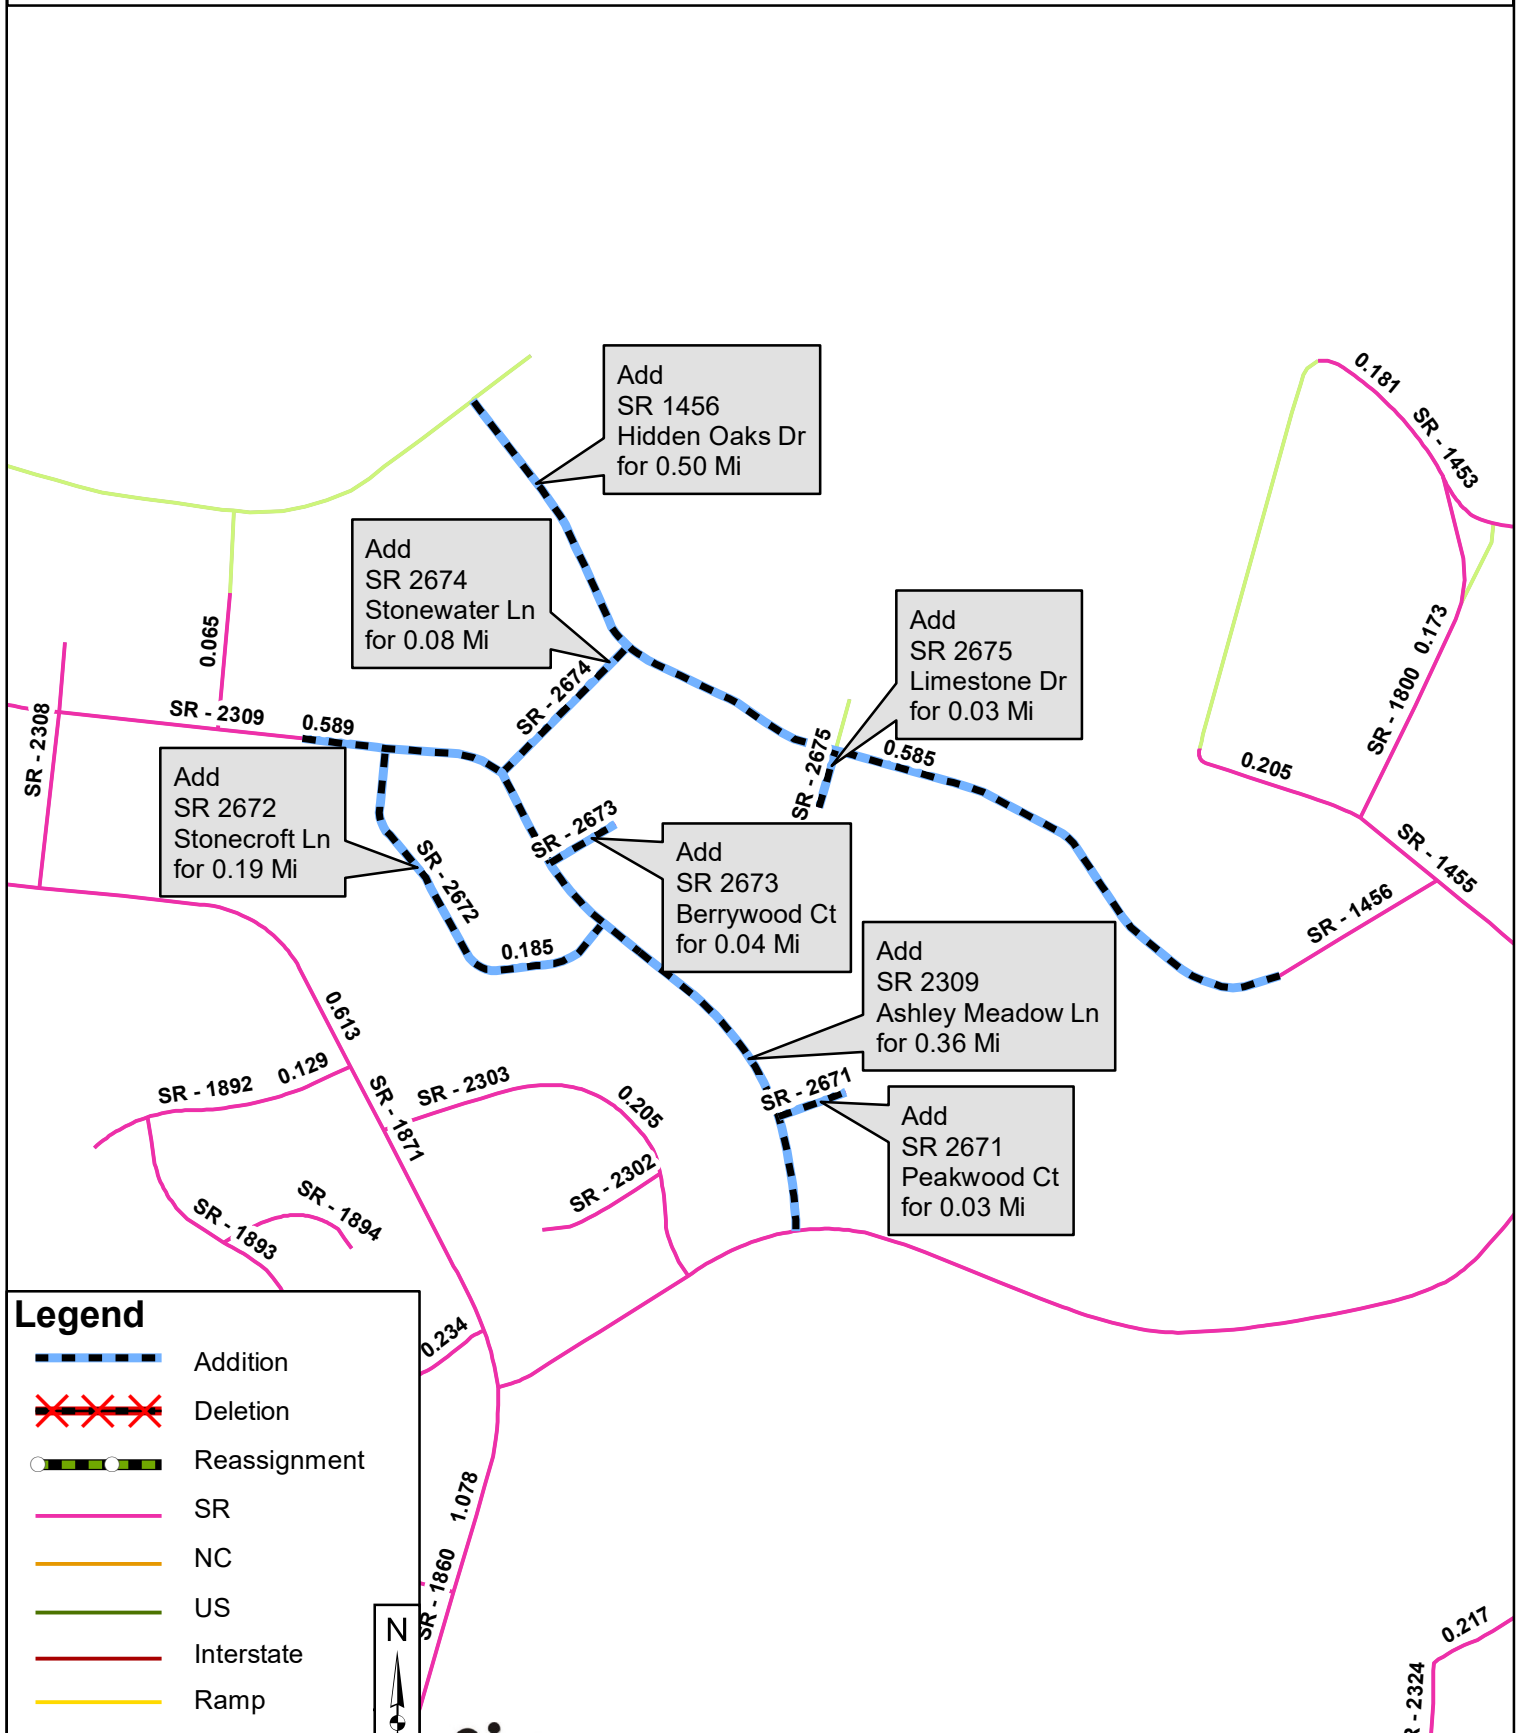 Add
SR 1456
Hidden Oaks Dr
for 0.50 Mi
0.181
SR - 1453
Add
SR 2674
Stonewater Ln
for 0.08 Mi
SR - 2674
Add
SR 2675
Limestone Dr
for 0.03 Mi
SR - 2675
0.585
0.065
SR - 2308
SR - 2309
0.589
0.173
SR - 1800
0.205
SR - 1455
SR - 1456
Add
SR 2672
Stonecroft Ln
for 0.19 Mi
SR - 2672
0.185
SR - 2673
Add
SR 2673
Berrywood Ct
for 0.04 Mi
Add
SR 2309
Ashley Meadow Ln
for 0.36 Mi
SR - 2671
Add
SR 2671
Peakwood Ct
for 0.03 Mi
0.613
SR - 1892
0.129
SR - 1871
SR - 2303
0.205
SR - 2302
SR - 1893
SR - 1894
0.234
1.078
SR - 1860
0.217
R - 2324
Legend
Addition
Deletion
Reassignment
SR
NC
US
Interstate
Ramp
N